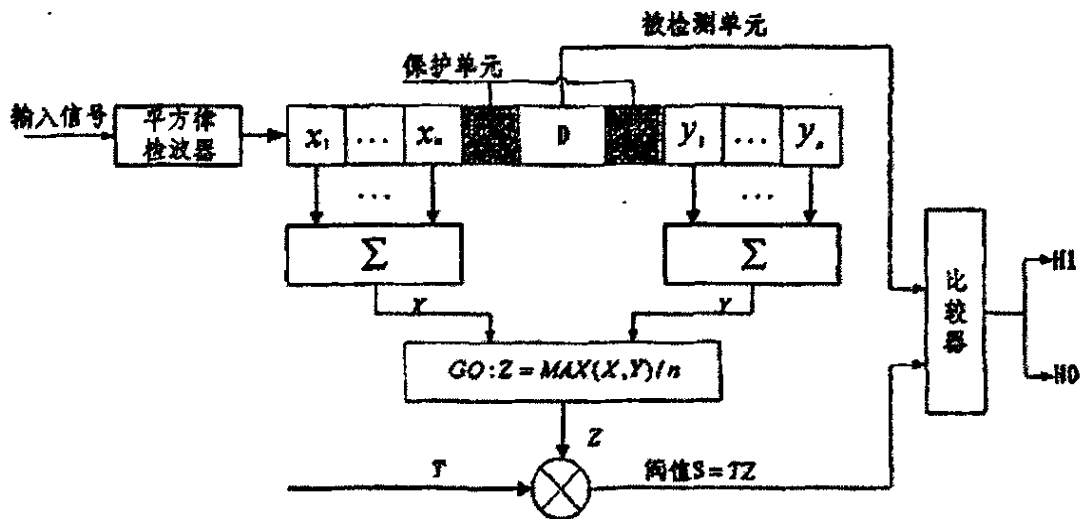 被检测单元
保护单元
输入信号
平方律
检波器
x₁ … xₙ D y₁ … yₙ
… …
Σ Σ
X Y
比
较
器
H1
H0
GO:Z=MAX(X,Y)/n
Z
T
阈值S=TZ